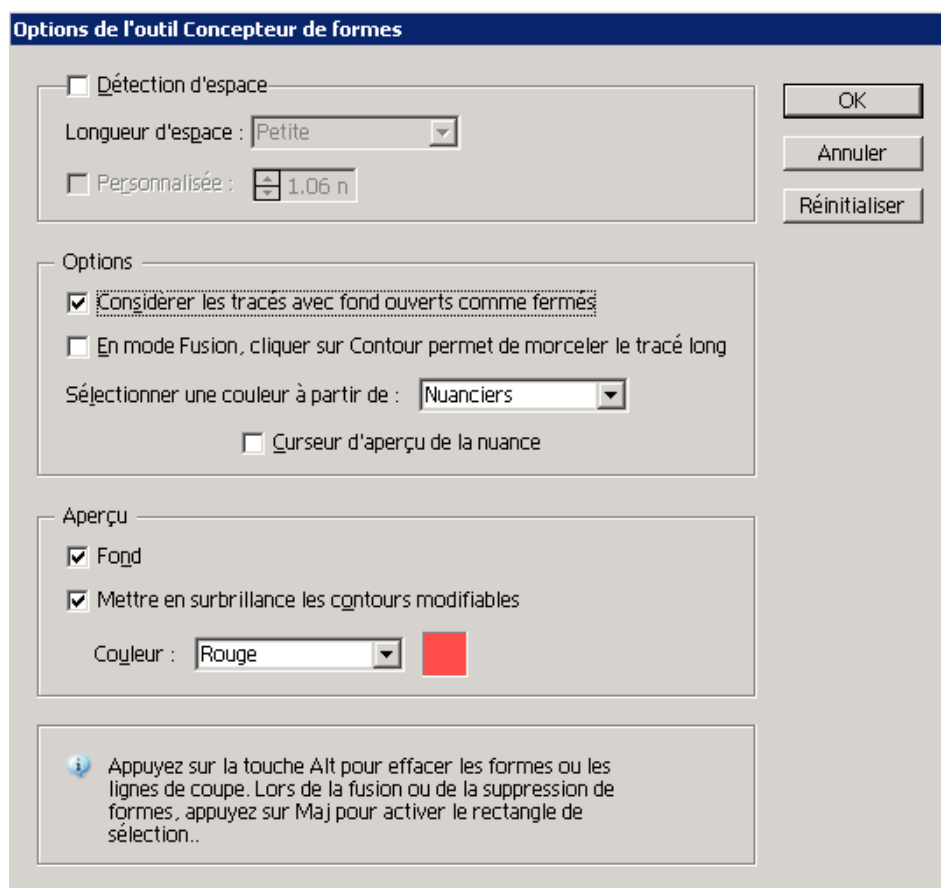 Options de l'outil Concepteur de formes
Détection d'espace
OK
Longueur d'espace : Petite
Annuler
Personnalisée : 1.06 n
Réinitialiser
Options
Considérer les tracés avec fond ouverts comme fermés
En mode Fusion, cliquer sur Contour permet de morceler le tracé long
Sélectionner une couleur à partir de : Nuanciers
Curseur d'aperçu de la nuance
Aperçu
Fond
Mettre en surbrillance les contours modifiables
Couleur : Rouge
Appuyez sur la touche Alt pour effacer les formes ou les
lignes de coupe. Lors de la fusion ou de la suppression de
formes, appuyez sur Maj pour activer le rectangle de
sélection..